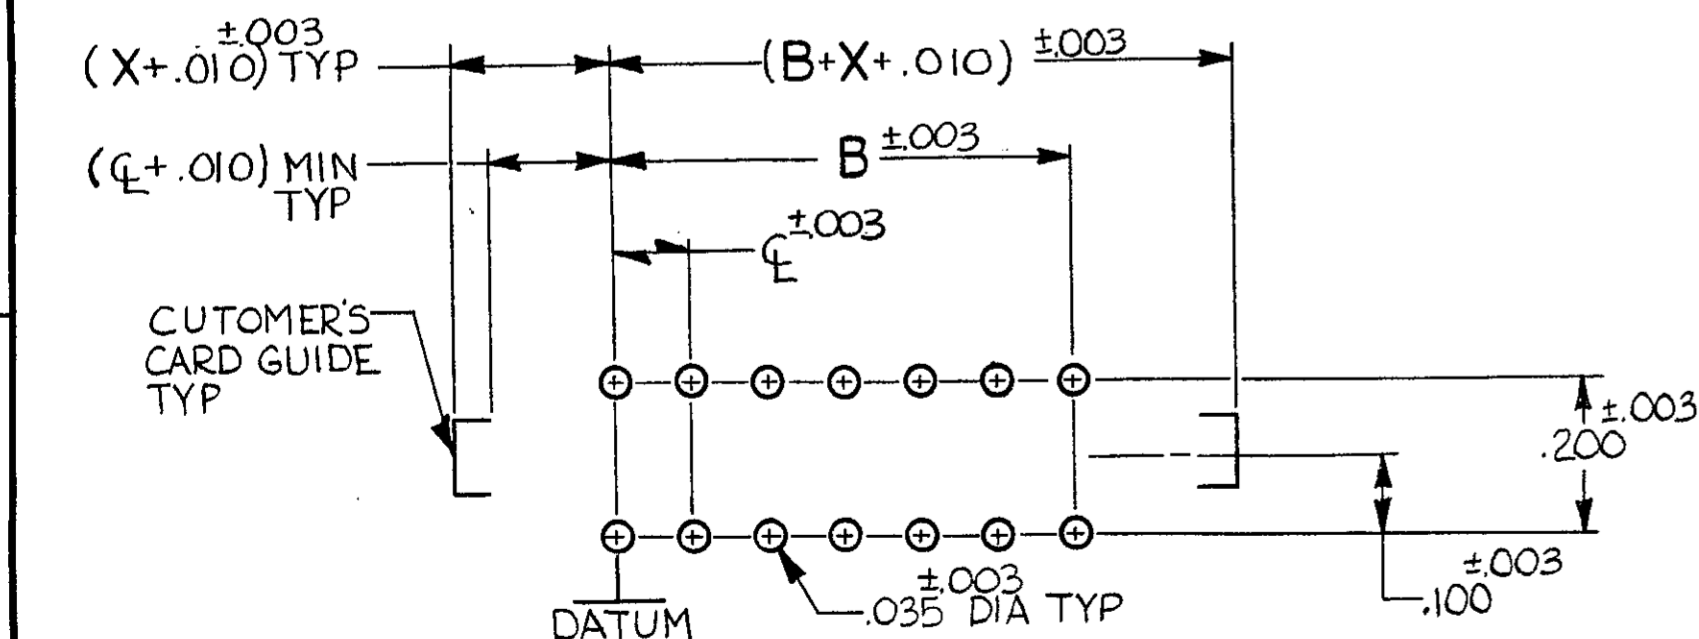 ±.003
(X+.010) TYP
(B+X+.010) ±.003
(℄+.010) MIN
TYP
B ±.003
℄ ±.003
CUTOMER'S
CARD GUIDE
TYP
±.003
.200
±.003
.100
±.003
.035 DIA TYP
DATUM